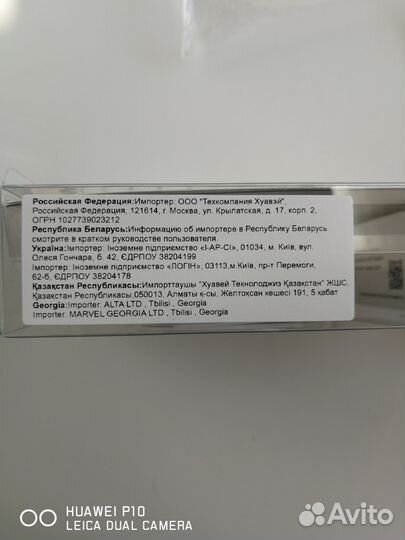 Российская Федерация:Импортер: ООО "Техкомпания Хуавэй",
Российская Федерация, 121614, г. Москва, ул. Крылатская, д. 17, корп. 2,
ОГРН 1027739023212
Республика Беларусь:Информацию об импортере в Республику Беларусь
смотрите в кратком руководстве пользователя.
Україна:Імпортер: Іноземне підприємство «І-АР-СІ», 01034, м. Київ, вул.
Олеся Гончара, б. 42, ЄДРПОУ 38204199
Імпортер: Іноземне підприємство «ЛОГІН», 03113,м.Київ, пр-т Перемоги,
62-б, ЄДРПОУ 38204178
Қазақстан Республикасы:Импорттаушы "Хуавей Текнолоджиз Қазақстан" ЖШС,
Қазақстан Республикасы,050013, Алматы қ-сы, Желтоқсан көшесі 191, 5 кабат
Georgia:Importer: ALTA LTD , Tbilisi , Georgia
Importer: MARVEL GEORGIA LTD , Tbilisi , Georgia
HUAWEI P10
LEICA DUAL CAMERA
Avito